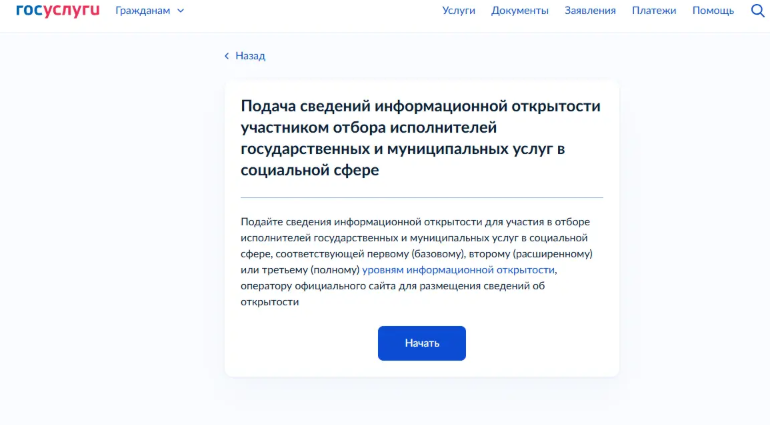 госуслуги Гражданам Услуги Документы Заявления Платежи Помощь
Назад
Подача сведений информационной открытости
участником отбора исполнителей
государственных и муниципальных услуг в
социальной сфере
Подайте сведения информационной открытости для участия в отборе
исполнителей государственных и муниципальных услуг в социальной
сфере, соответствующей первому (базовому), второму (расширенному)
или третьему (полному) уровням информационной открытости,
оператору официального сайта для размещения сведений об
открытости
Начать